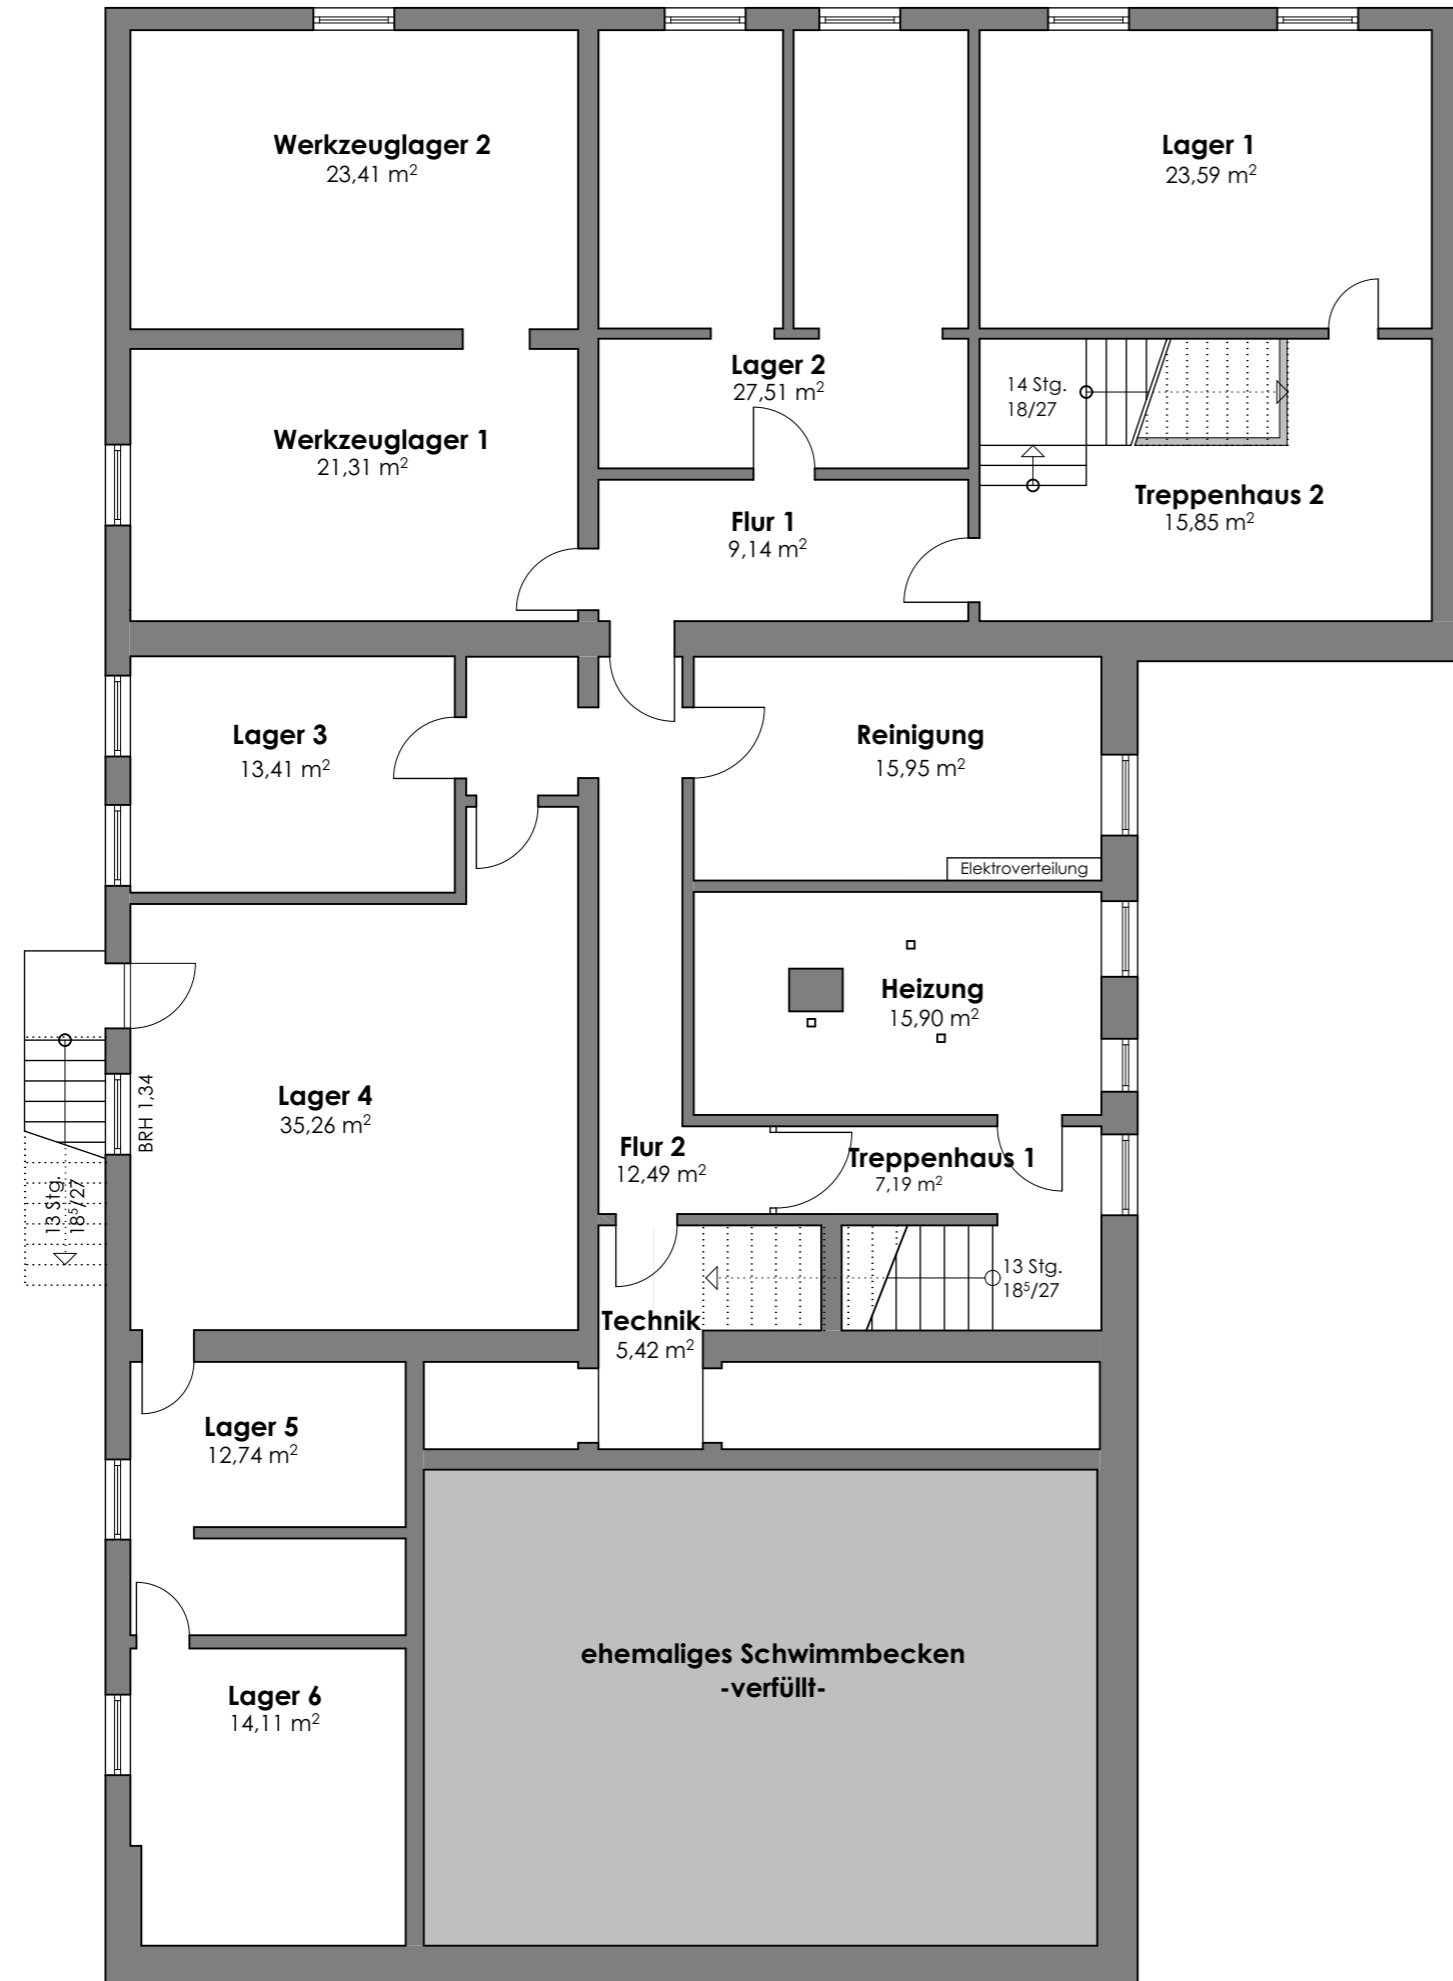 Werkzeuglager 2
23,41 m²
Lager 1
23,59 m²
Lager 2
27,51 m²
14 Stg.
18/27
Werkzeuglager 1
21,31 m²
Treppenhaus 2
15,85 m²
Flur 1
9,14 m²
Lager 3
13,41 m²
Reinigung
15,95 m²
Elektroverteilung
Heizung
15,90 m²
Lager 4
35,26 m²
BRH 1,34
13 Stg.
18⁵/27
Flur 2
12,49 m²
Treppenhaus 1
7,19 m²
13 Stg.
18⁵/27
Technik
5,42 m²
Lager 5
12,74 m²
ehemaliges Schwimmbecken
-verfüllt-
Lager 6
14,11 m²